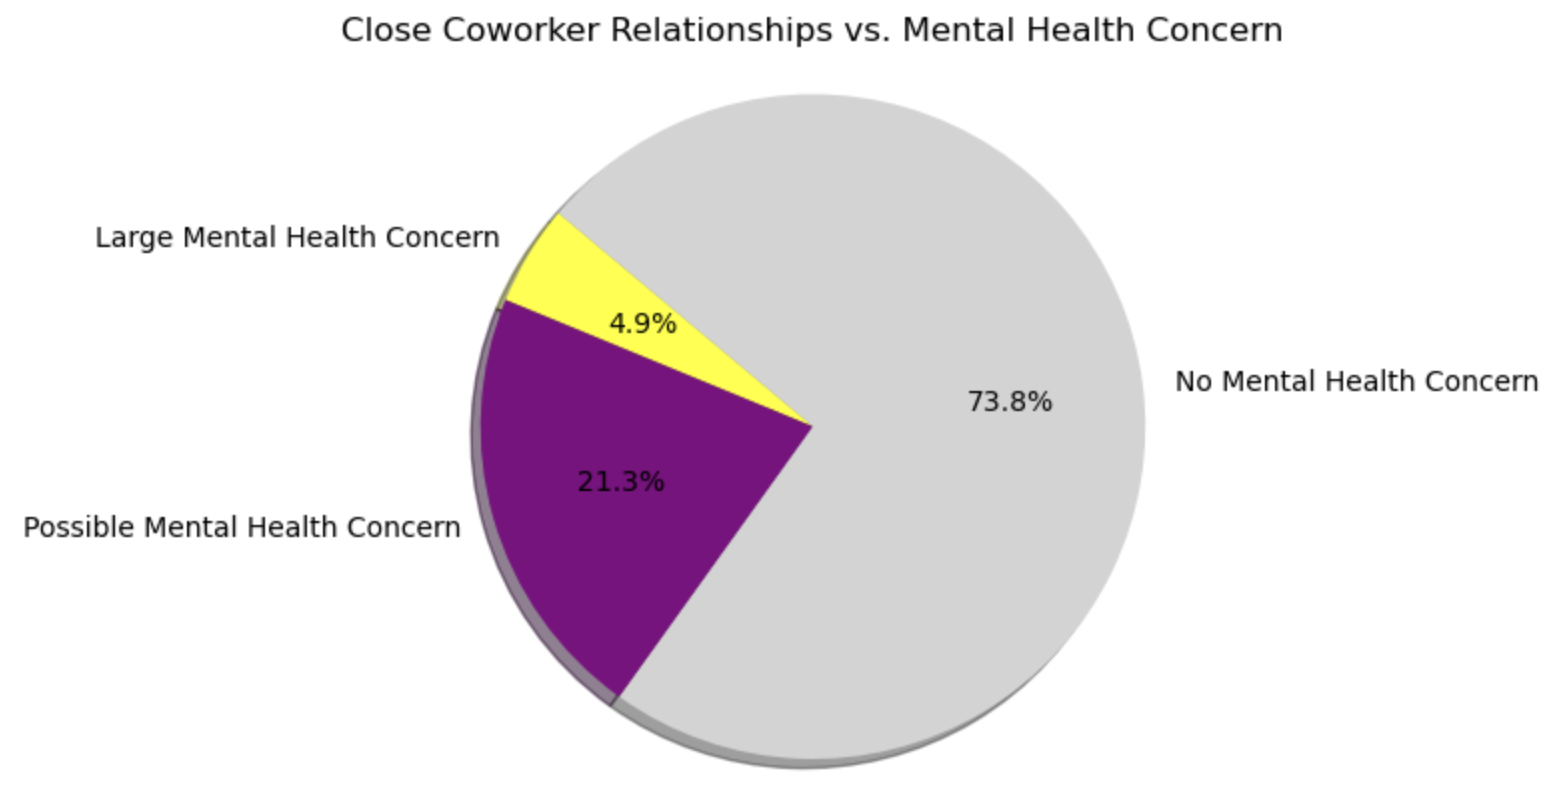 Close Coworker Relationships vs. Mental Health Concern
Large Mental Health Concern
4.9%
No Mental Health Concern
73.8%
21.3%
Possible Mental Health Concern